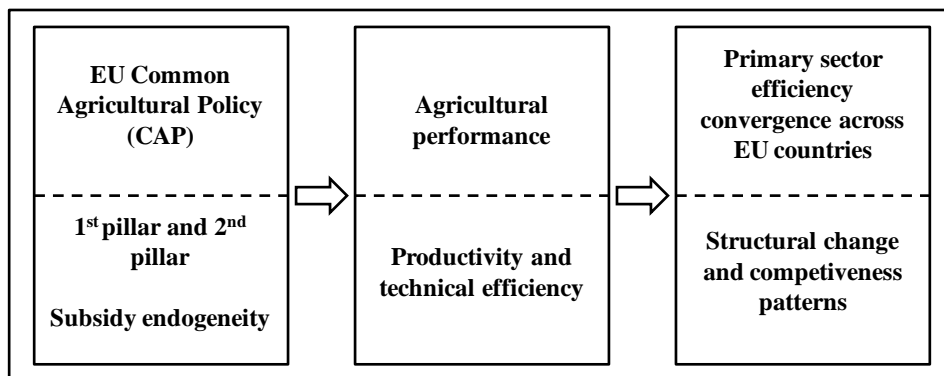 EU Common
Agricultural Policy
(CAP)
1st pillar and 2nd
pillar
Subsidy endogeneity
Agricultural
performance
Productivity and
technical efficiency
Primary sector
efficiency
convergence across
EU countries
Structural change
and competiveness
patterns